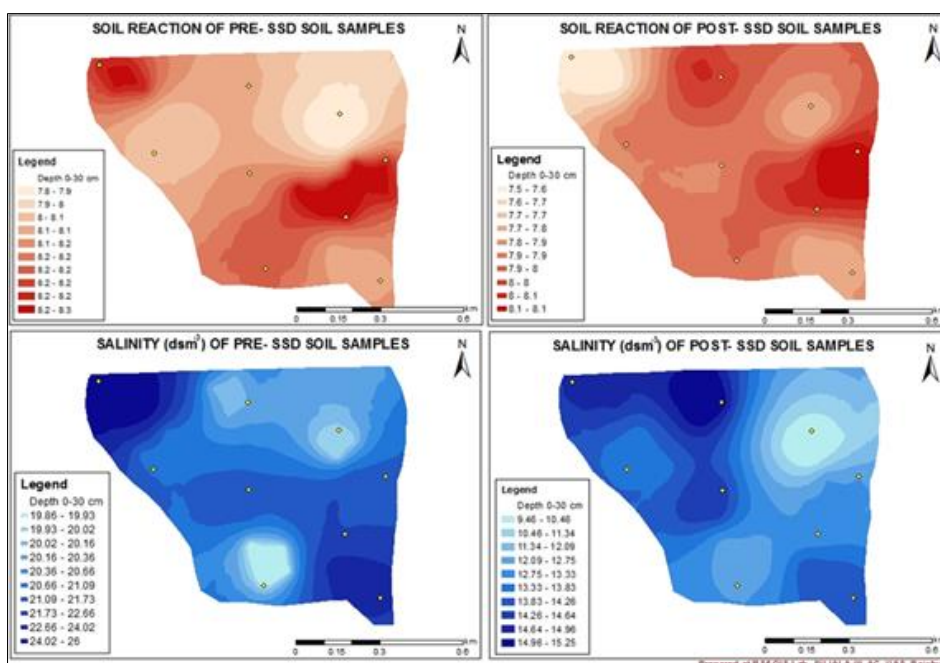 SOIL REACTION OF PRE- SSD SOIL SAMPLES
N
Legend
Depth 0-30 cm
7.8 - 7.9
7.9 - 8
8 - 8.1
8.1 - 8.1
8.1 - 8.2
8.2 - 8.2
8.2 - 8.2
8.2 - 8.2
8.2 - 8.3
0 0.15 0.3 0.6
SOIL REACTION OF POST- SSD SOIL SAMPLES
N
Legend
Depth 0-30 cm
7.5 - 7.6
7.6 - 7.7
7.7 - 7.7
7.7 - 7.8
7.8 - 7.9
7.9 - 7.9
7.9 - 8
8 - 8
8 - 8.1
8.1 - 8.1
0 0.15 0.3 0.6
SALINITY (dsm) OF PRE- SSD SOIL SAMPLES
N
Legend
Depth 0-30 cm
19.86 - 19.93
19.93 - 20.02
20.02 - 20.16
20.16 - 20.36
20.36 - 20.66
20.66 - 21.09
21.09 - 21.73
21.73 - 22.66
22.66 - 24.02
24.02 - 26
0 0.15 0.3 0.6
SALINITY (dsm) OF POST- SSD SOIL SAMPLES
N
Legend
Depth 0-30 cm
9.46 - 10.46
10.46 - 11.34
11.34 - 12.09
12.09 - 12.75
12.75 - 13.33
13.33 - 13.83
13.83 - 14.26
14.26 - 14.64
14.64 - 14.96
14.96 - 15.25
0 0.15 0.3 0.6